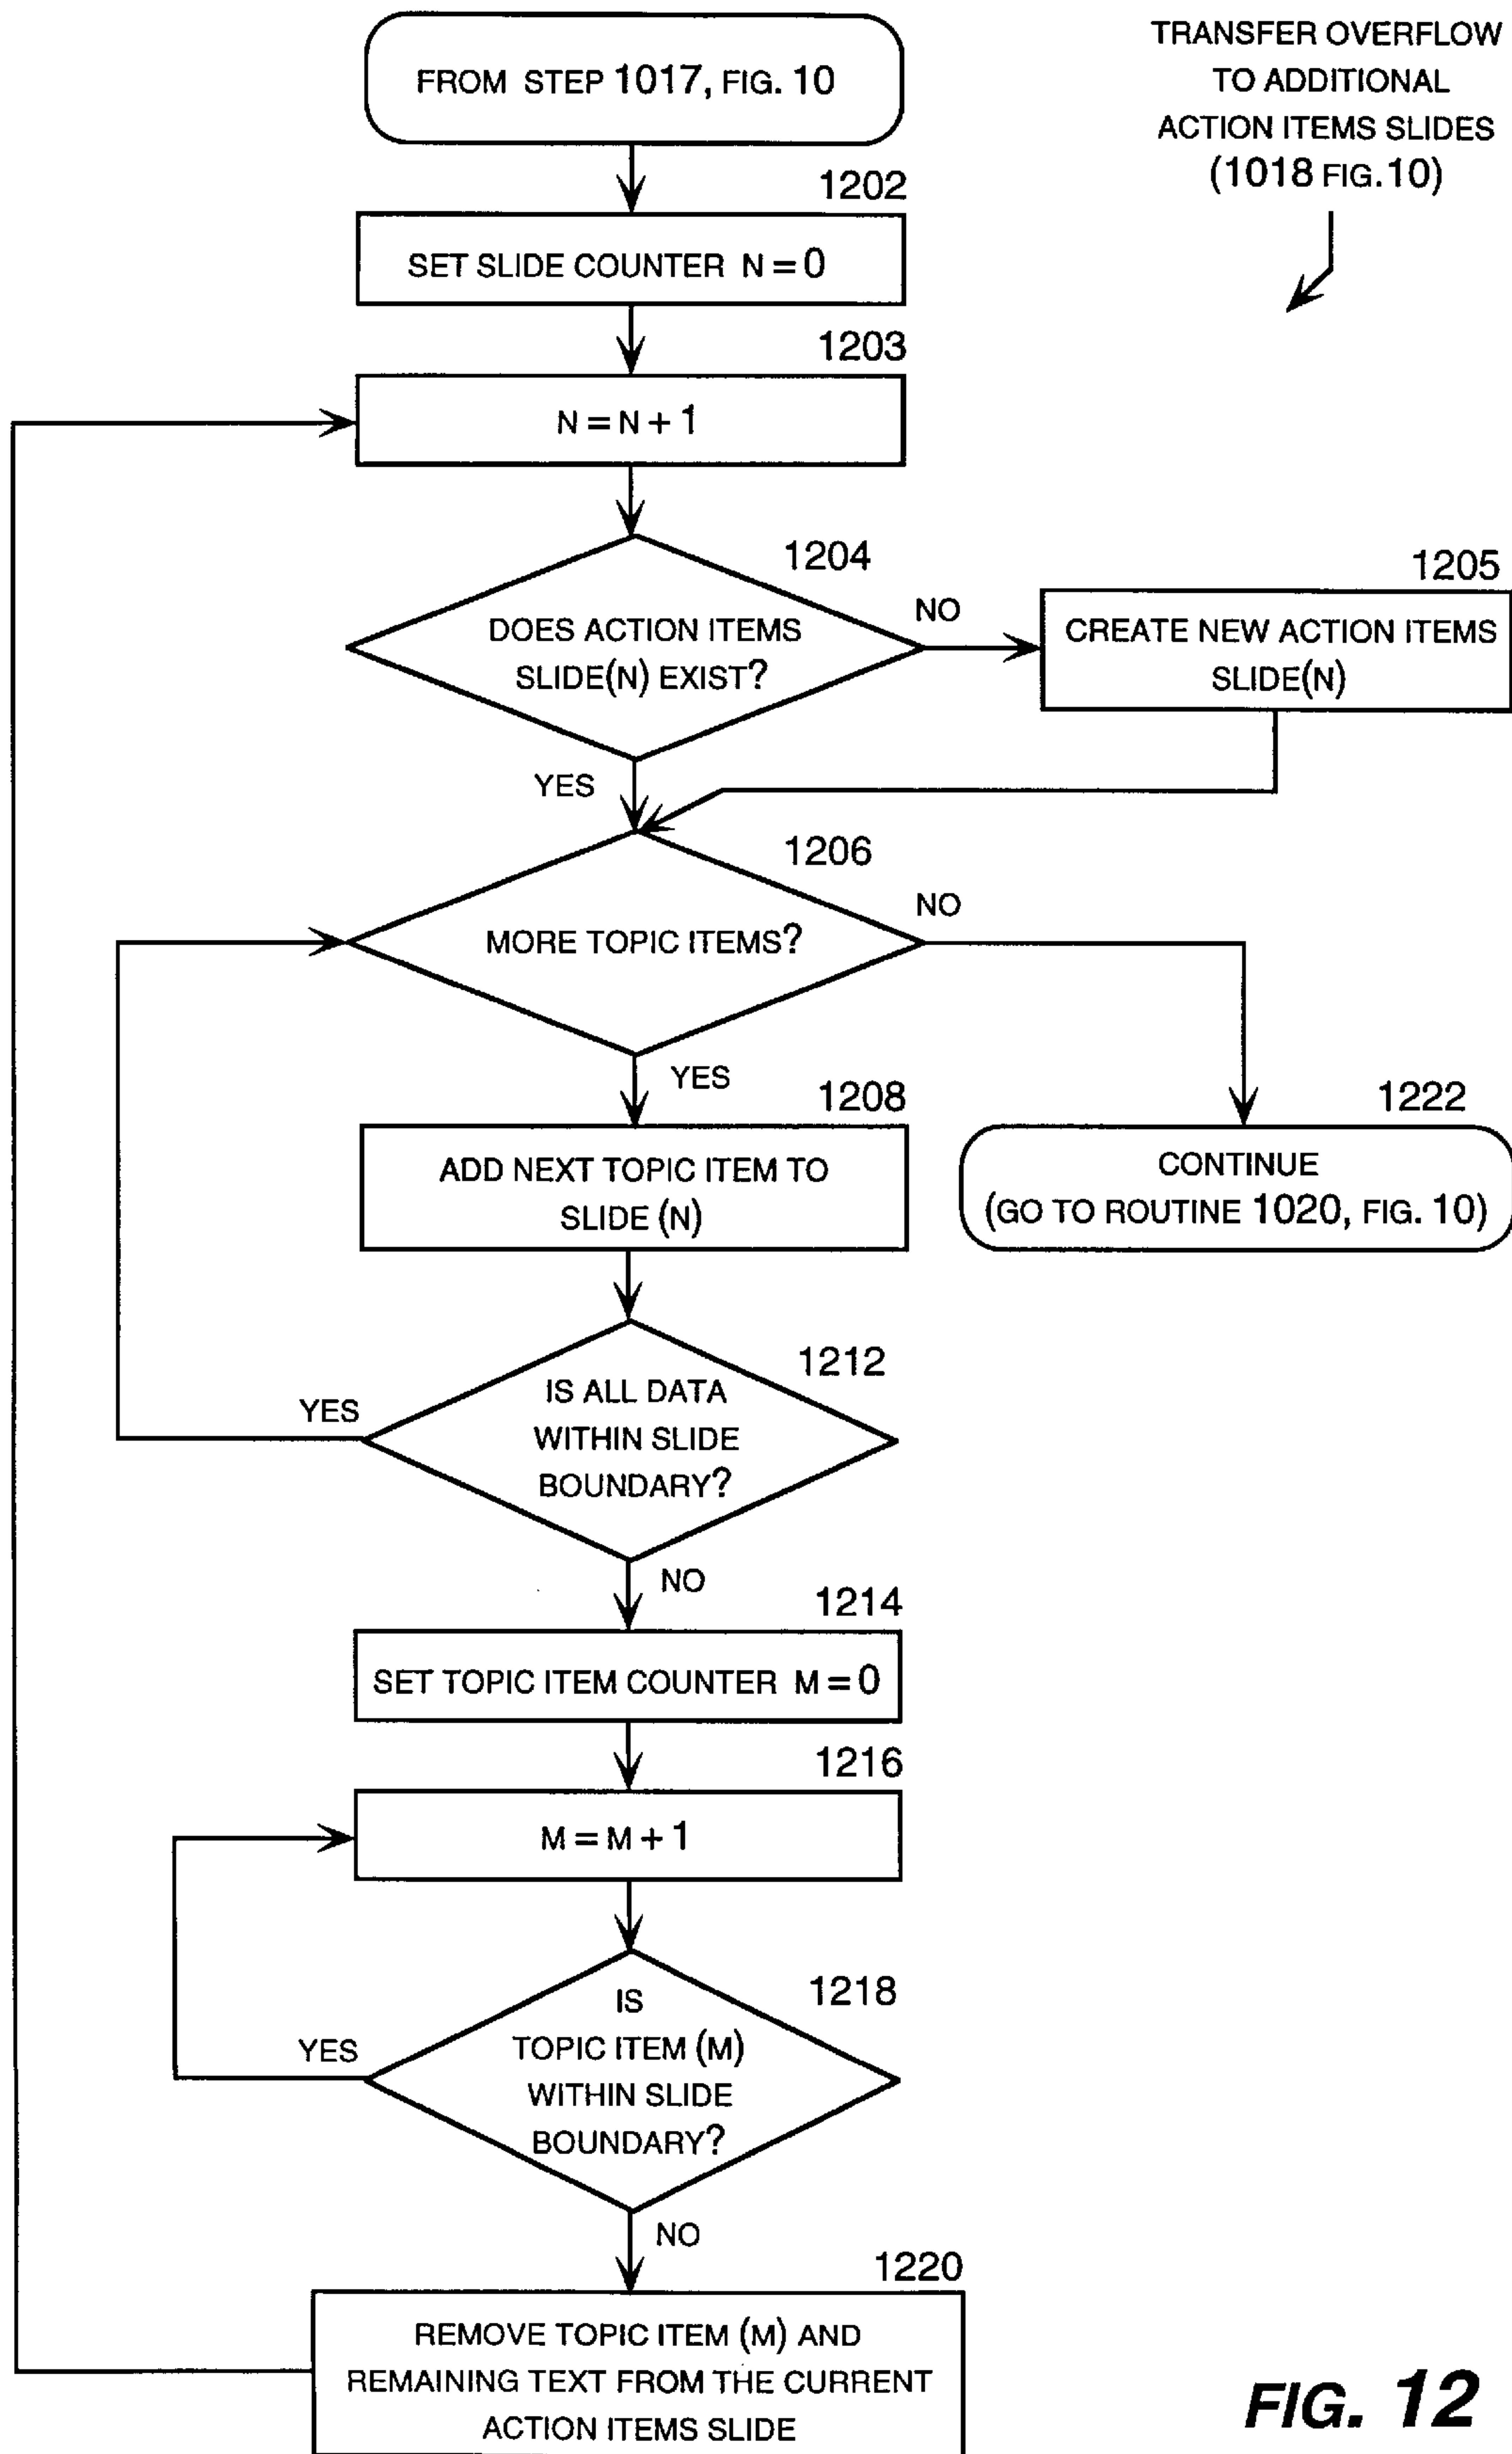 FROM STEP 1017, FIG. 10
TRANSFER OVERFLOW
TO ADDITIONAL
ACTION ITEMS SLIDES
(1018 FIG.10)
1202
SET SLIDE COUNTER N = 0
1203
N = N + 1
1204
DOES ACTION ITEMS
SLIDE(N) EXIST?
NO
1205
CREATE NEW ACTION ITEMS
SLIDE(N)
YES
1206
MORE TOPIC ITEMS?
NO
YES
1208
ADD NEXT TOPIC ITEM TO
SLIDE (N)
1222
CONTINUE
(GO TO ROUTINE 1020, FIG. 10)
1212
IS ALL DATA
WITHIN SLIDE
BOUNDARY?
YES
NO
1214
SET TOPIC ITEM COUNTER M = 0
1216
M = M + 1
1218
IS
TOPIC ITEM (M)
WITHIN SLIDE
BOUNDARY?
YES
NO
1220
REMOVE TOPIC ITEM (M) AND
REMAINING TEXT FROM THE CURRENT
ACTION ITEMS SLIDE
FIG. 12